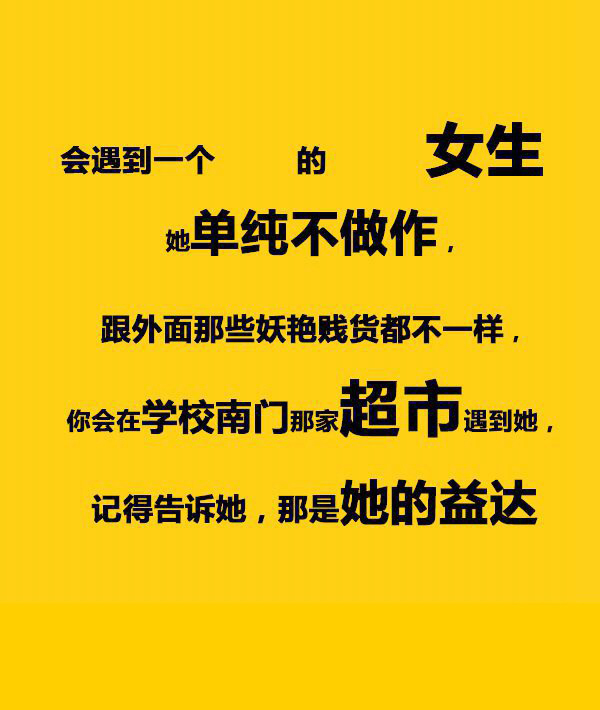 会遇到一个 的 女生
她单纯不做作，
跟外面那些妖艳贱货都不一样，
你会在学校南门那家超市遇到她，
记得告诉她，那是她的益达